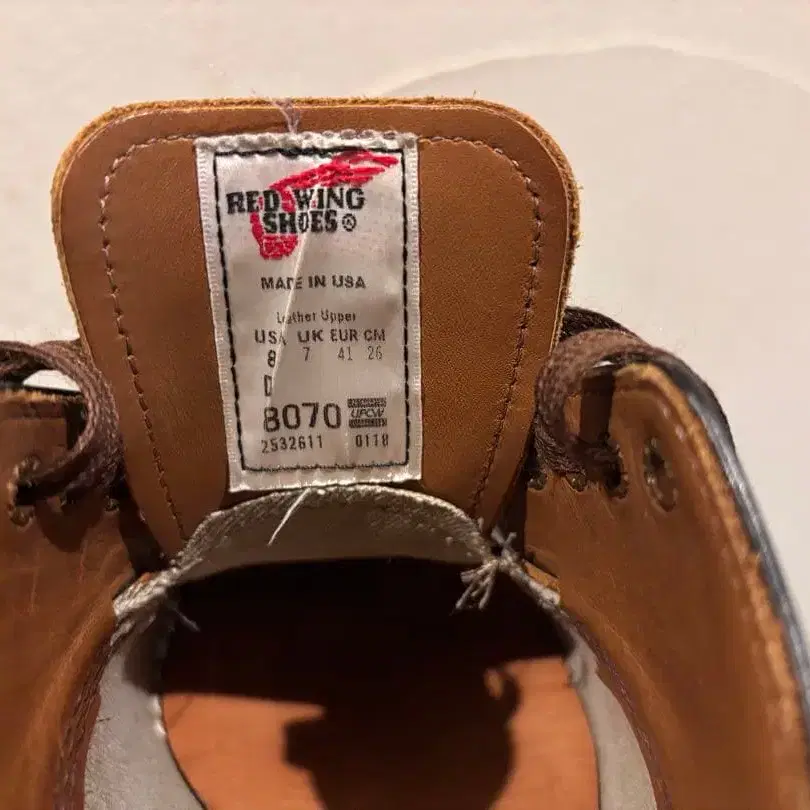 RED WING
SHOES®
MADE IN USA
Leather Upper
USA UK EUR CM
8 7 41 26
D
8070 UFCW
2532611 0118